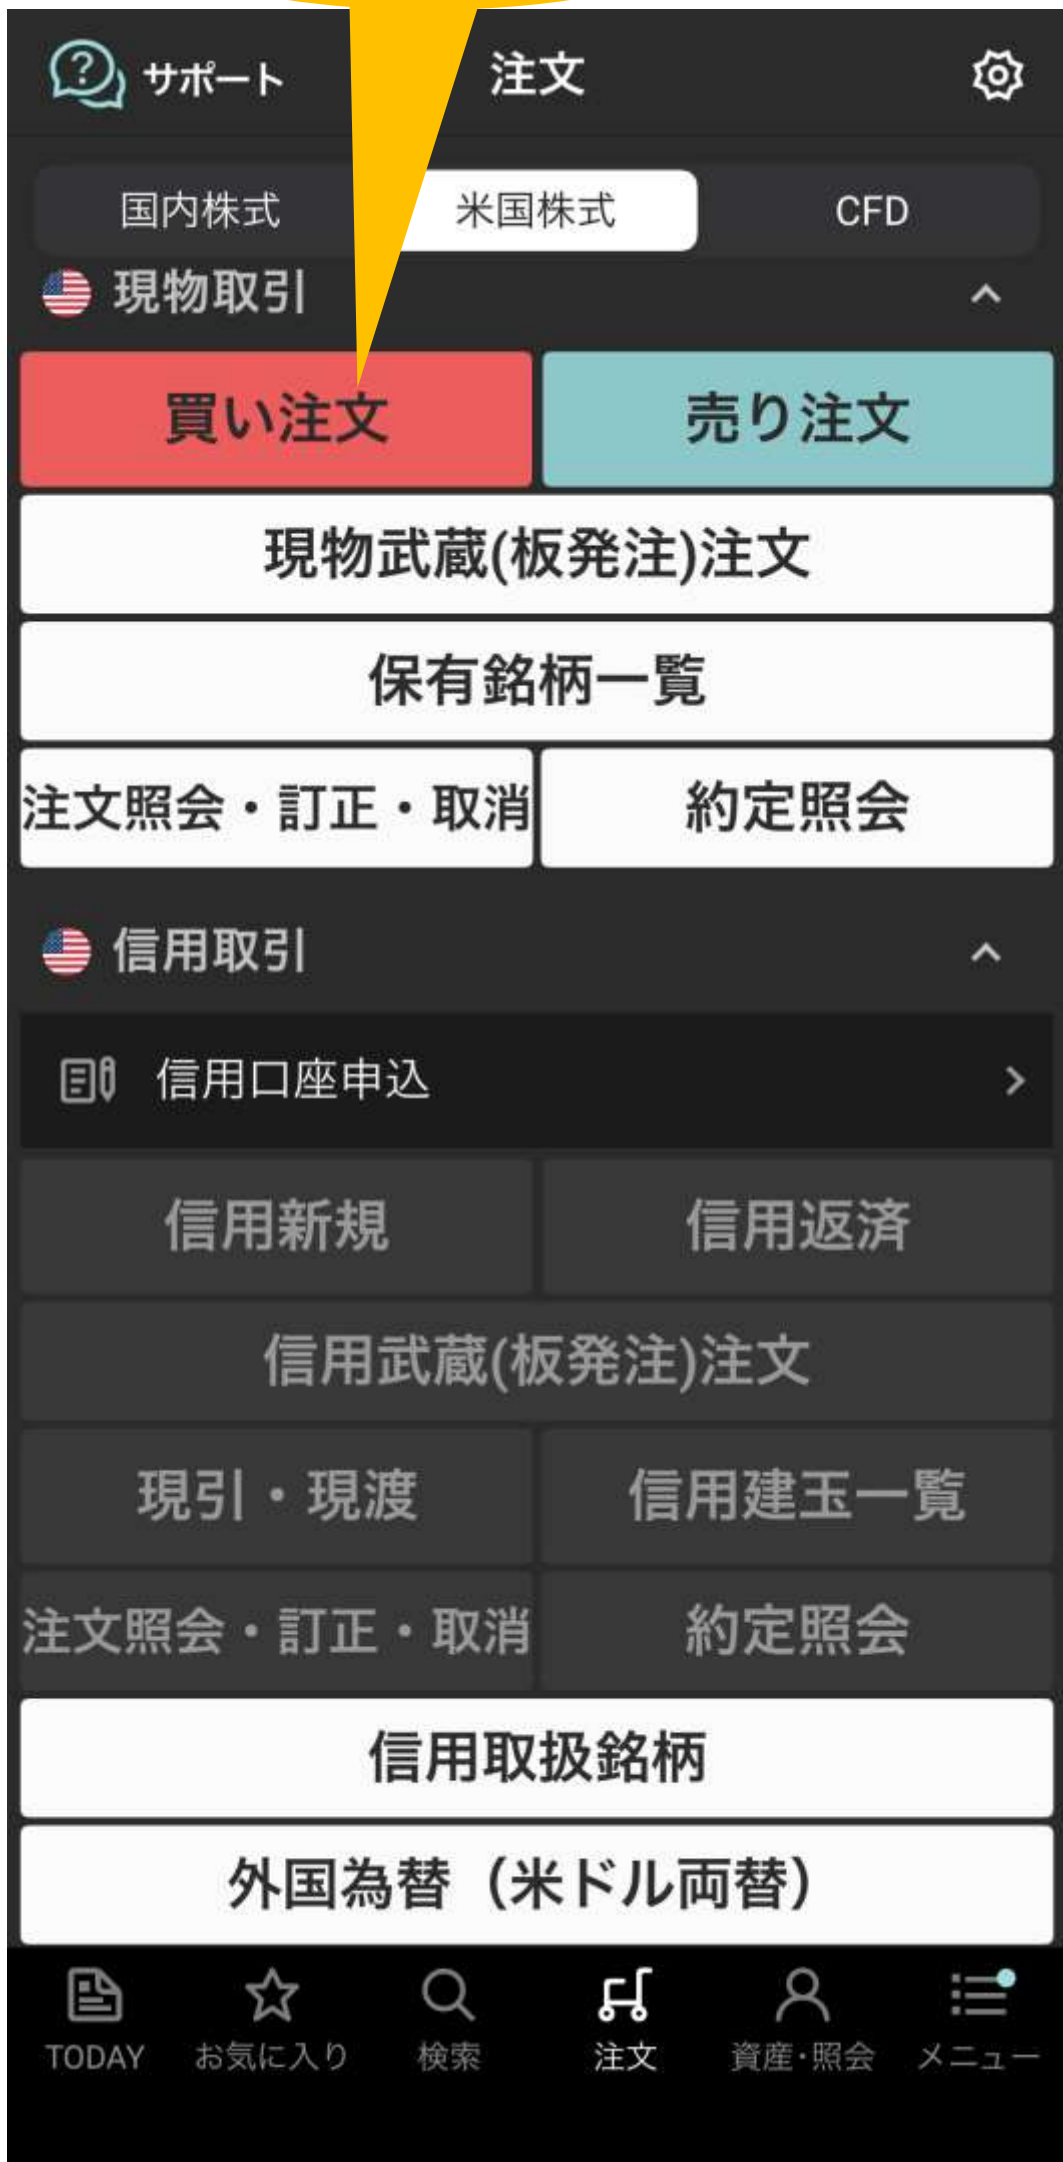 サポート
注文
国内株式 米国株式 CFD
現物取引
買い注文 売り注文
現物武蔵(板発注)注文
保有銘柄一覧
注文照会・訂正・取消 約定照会
信用取引
信用口座申込
信用新規 信用返済
信用武蔵(板発注)注文
現引・現渡 信用建玉一覧
注文照会・訂正・取消 約定照会
信用取扱銘柄
外国為替（米ドル両替）
TODAY お気に入り 検索 注文 資産･照会 メニュー